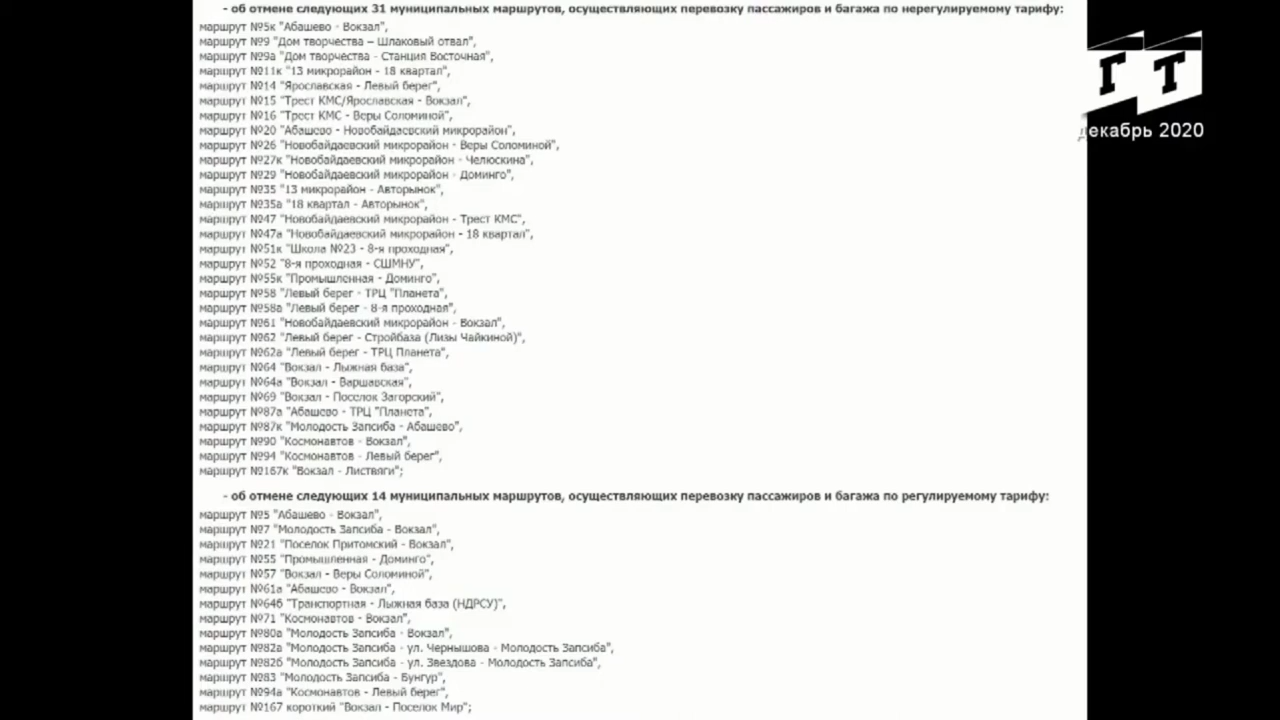 - об отмене следующих 31 муниципальных маршрутов, осуществляющих перевозку пассажиров и багажа по нерегулируемому тарифу:
маршрут №5к "Абашево - Вокзал",
маршрут №9 "Дом творчества – Шлаковый отвал",
маршрут №9а "Дом творчества - Станция Восточная",
маршрут №11к "13 микрорайон - 18 квартал",
маршрут №14 "Ярославская - Левый берег",
маршрут №15 "Трест КМС/Ярославская - Вокзал",
маршрут №16 "Трест КМС - Веры Соломиной",
маршрут №20 "Абашево - Новобайдаевский микрорайон",
маршрут №26 "Новобайдаевский микрорайон - Веры Соломиной",
маршрут №27к "Новобайдаевский микрорайон - Челюскина",
маршрут №29 "Новобайдаевский микрорайон - Доминго",
маршрут №35 "13 микрорайон - Авторынок",
маршрут №35а "18 квартал - Авторынок",
маршрут №47 "Новобайдаевский микрорайон - Трест КМС",
маршрут №47а "Новобайдаевский микрорайон - 18 квартал",
маршрут №51к "Школа №23 - 8-я проходная",
маршрут №52 "8-я проходная - СШМНУ",
маршрут №55к "Промышленная - Доминго",
маршрут №58 "Левый берег - ТРЦ "Планета",
маршрут №58а "Левый берег - 8-я проходная",
маршрут №61 "Новобайдаевский микрорайон - Вокзал",
маршрут №62 "Левый берег - Стройбаза (Лизы Чайкиной)",
маршрут №62а "Левый берег - ТРЦ Планета",
маршрут №64 "Вокзал - Лыжная база",
маршрут №64а "Вокзал - Варшавская",
маршрут №69 "Вокзал - Поселок Загорский",
маршрут №87а "Абашево - ТРЦ "Планета",
маршрут №87к "Молодость Запсиба - Абашево",
маршрут №90 "Космонавтов - Вокзал",
маршрут №94 "Космонавтов - Левый берег",
маршрут №167к "Вокзал - Листвяги";
- об отмене следующих 14 муниципальных маршрутов, осуществляющих перевозку пассажиров и багажа по регулируемому тарифу:
маршрут №5 "Абашево - Вокзал",
маршрут №7 "Молодость Запсиба - Вокзал",
маршрут №21 "Поселок Притомский - Вокзал",
маршрут №55 "Промышленная - Доминго",
маршрут №57 "Вокзал - Веры Соломиной",
маршрут №61а "Абашево - Вокзал",
маршрут №64б "Транспортная - Лыжная база (НДРСУ)",
маршрут №71 "Космонавтов - Вокзал",
маршрут №80а "Молодость Запсиба - Вокзал",
маршрут №82а "Молодость Запсиба - ул. Чернышова - Молодость Запсиба",
маршрут №82б "Молодость Запсиба - ул. Звездова - Молодость Запсиба",
маршрут №83 "Молодость Запсиба - Бунгур",
маршрут №94а "Космонавтов - Левый берег",
маршрут №167 короткий "Вокзал - Поселок Мир";
ГТ
декабрь 2020